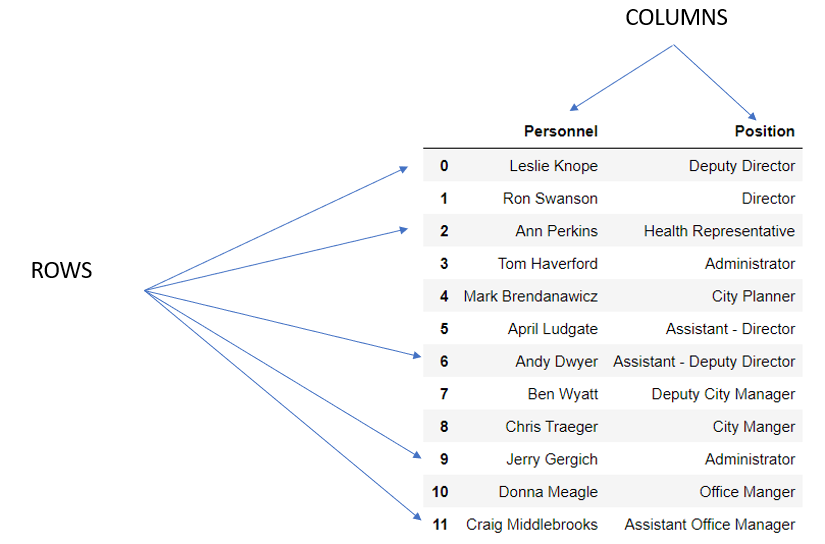 COLUMNS
Personnel Position
0 Leslie Knope Deputy Director
1 Ron Swanson Director
2 Ann Perkins Health Representative
3 Tom Haverford Administrator
ROWS
4 Mark Brendanawicz City Planner
5 April Ludgate Assistant - Director
6 Andy Dwyer Assistant - Deputy Director
7 Ben Wyatt Deputy City Manager
8 Chris Traeger City Manger
9 Jerry Gergich Administrator
10 Donna Meagle Office Manger
11 Craig Middlebrooks Assistant Office Manager